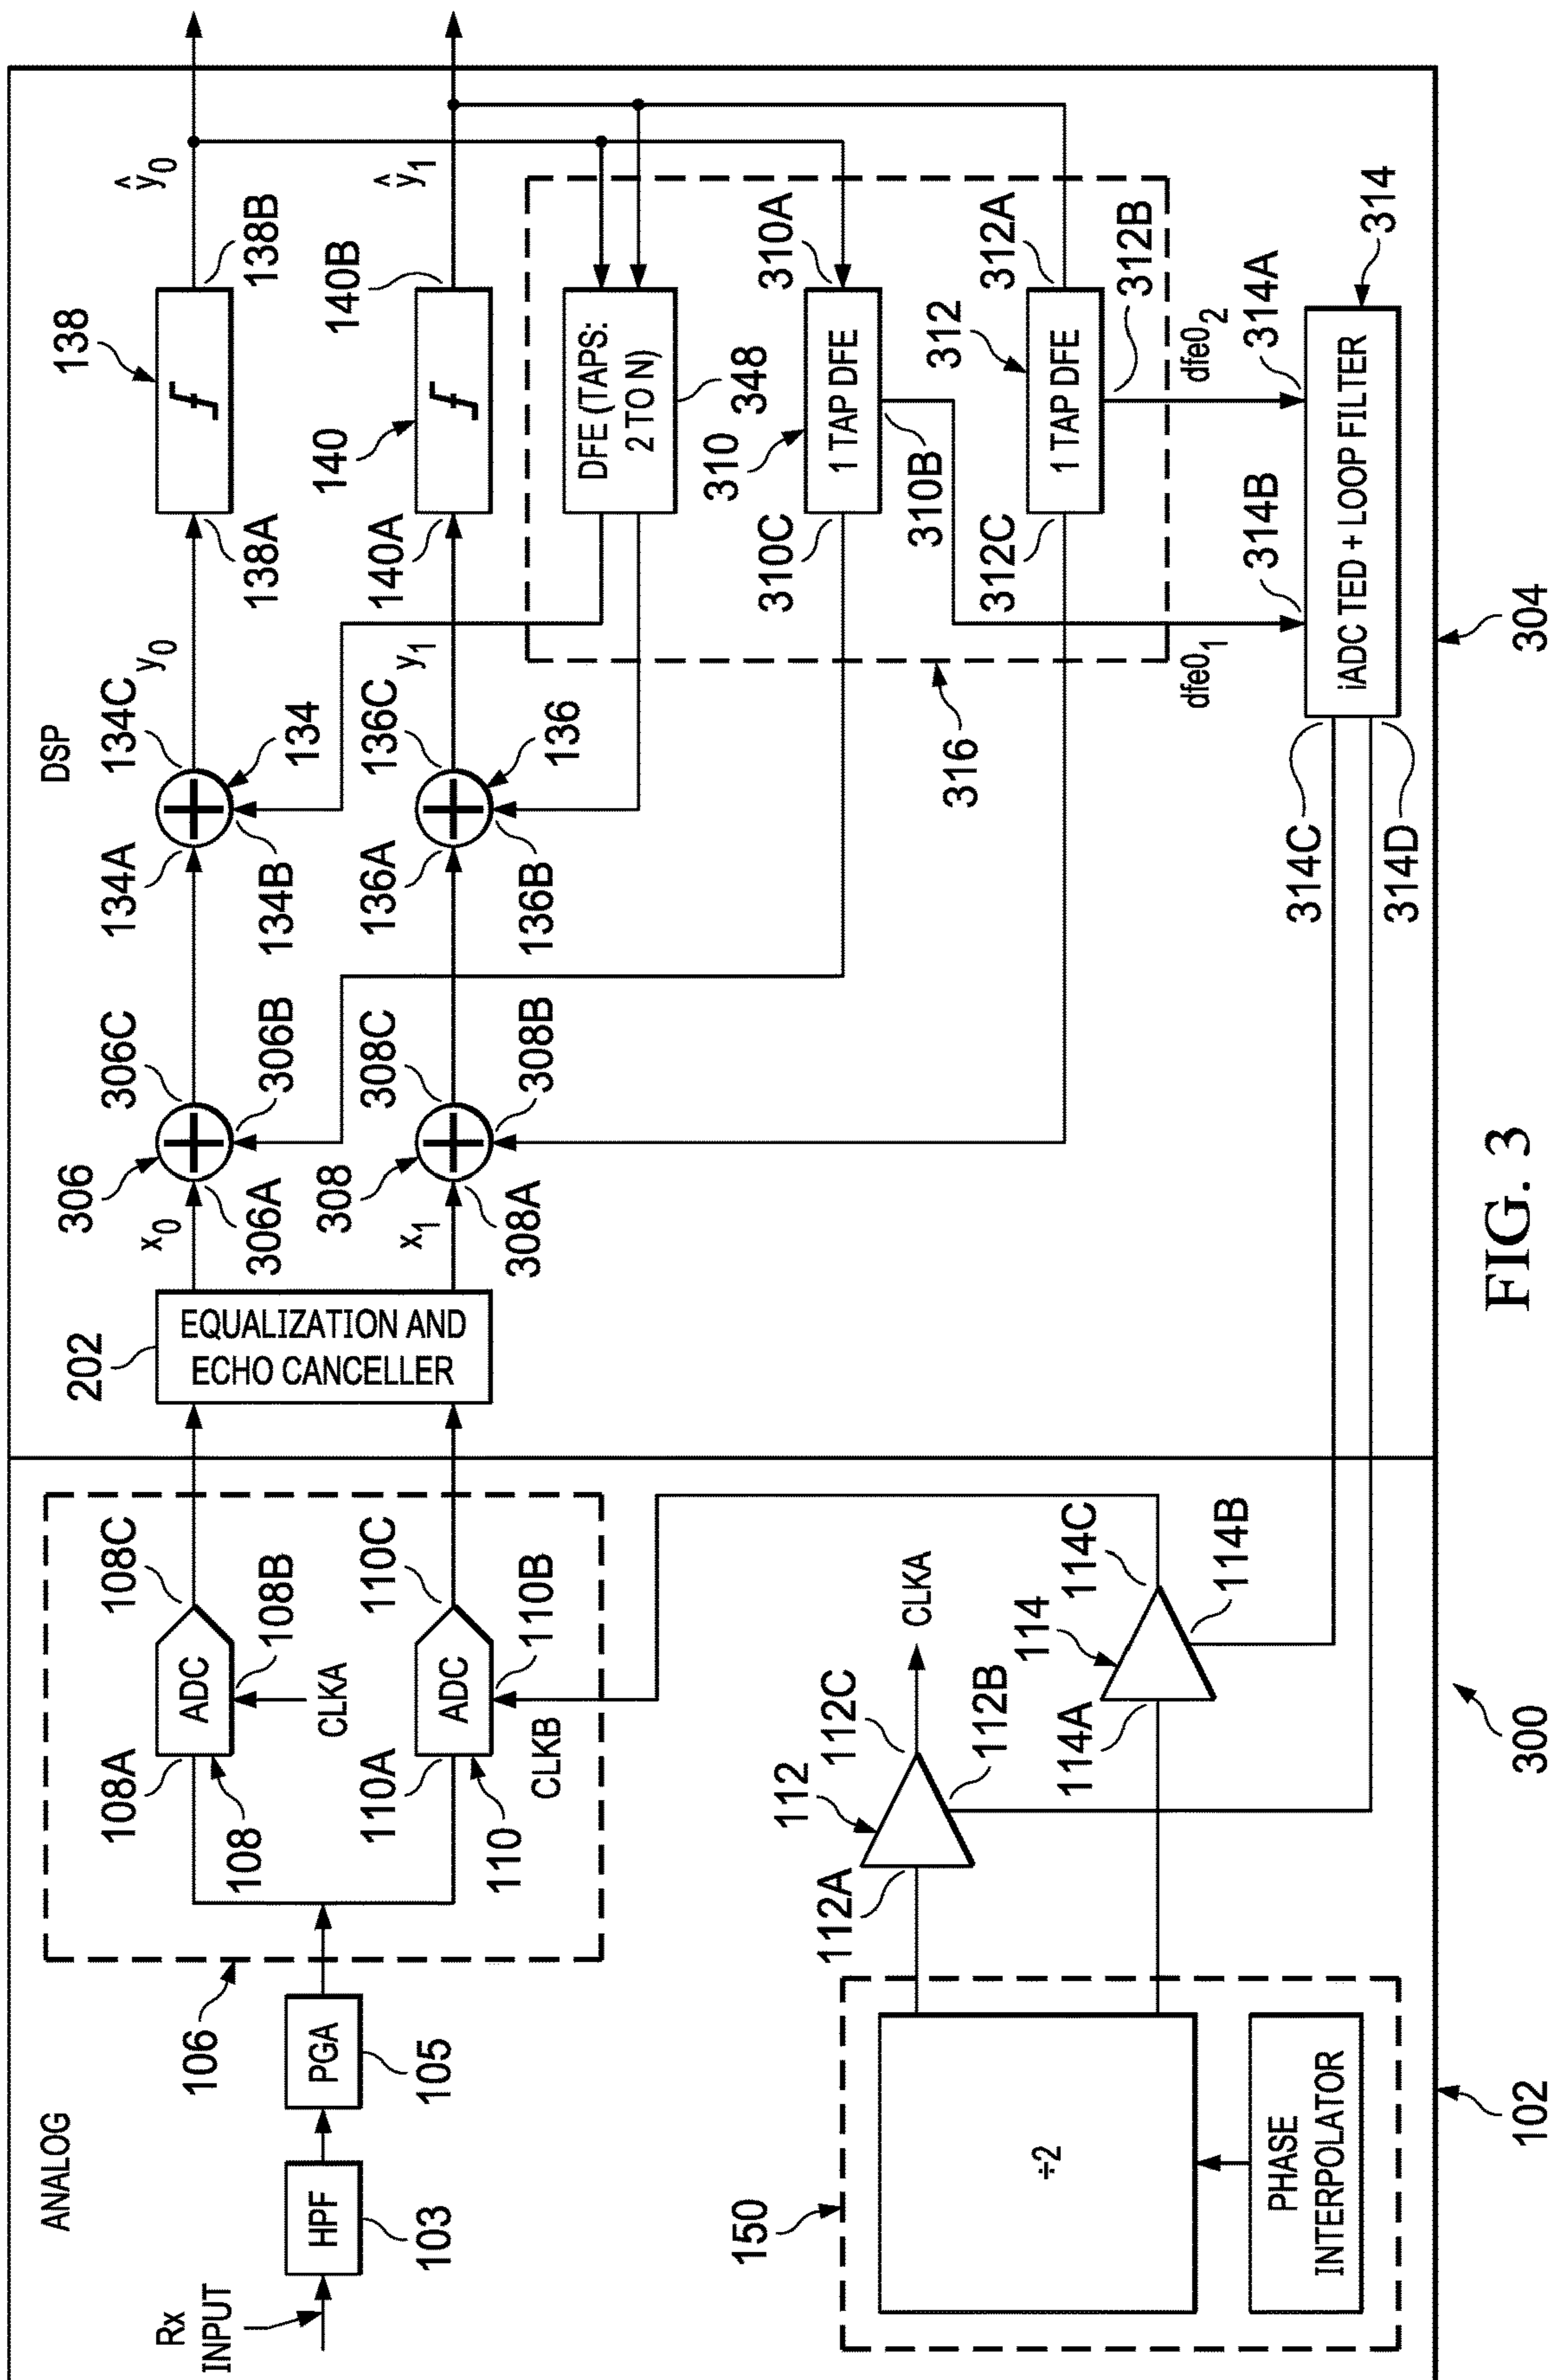 ANALOG
DSP
Rx
INPUT
HPF
103
PGA
105
106
108A
108
ADC
108C
108B
CLKA
110A
110
ADC
110C
110B
CLKB
202
EQUALIZATION AND
ECHO CANCELLER
x0
306
306A
306C
306B
x1
308
308A
308C
308B
134A
134B
134C
134
y0
136A
136B
136C
136
y1
138
138A
138B
ŷ0
140
140A
140B
ŷ1
DFE (TAPS:
2 TO N)
348
310C
310
1 TAP DFE
310A
310B
312C
312
1 TAP DFE
312A
312B
316
dfe01
dfe02
314B
314A
iADC TED + LOOP FILTER
314
314C
314D
150
÷2
PHASE
INTERPOLATOR
112A
112
112C
112B
CLKA
114A
114
114C
114B
102
300
304
FIG. 3